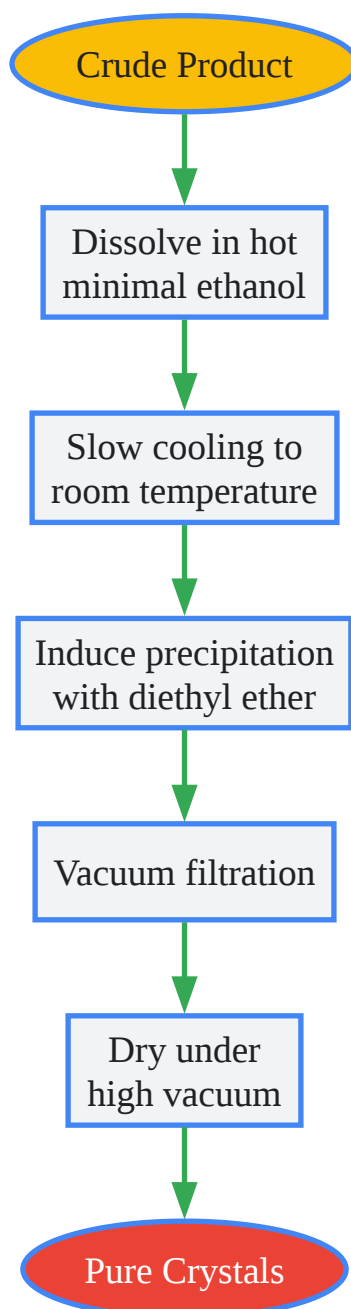 Crude Product
Dissolve in hot
minimal ethanol
Slow cooling to
room temperature
Induce precipitation
with diethyl ether
Vacuum filtration
Dry under
high vacuum
Pure Crystals